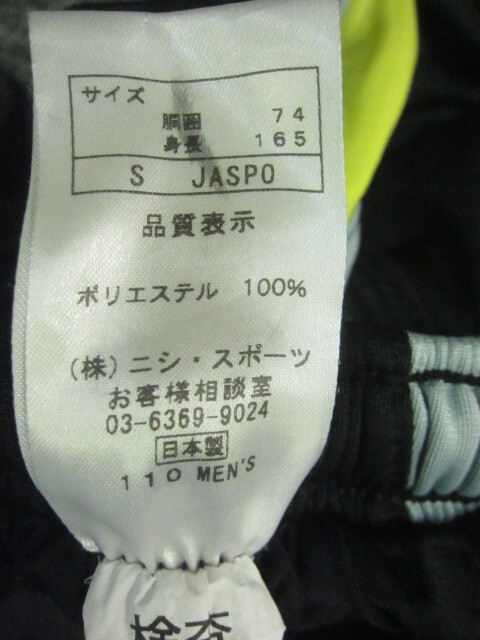 サイズ
胴囲 74
身長 165
S JASPO
品質表示
ポリエステル 100%
(株)ニシ・スポーツ
お客様相談室
03-6369-9024
日本製
110 MEN'S
検査